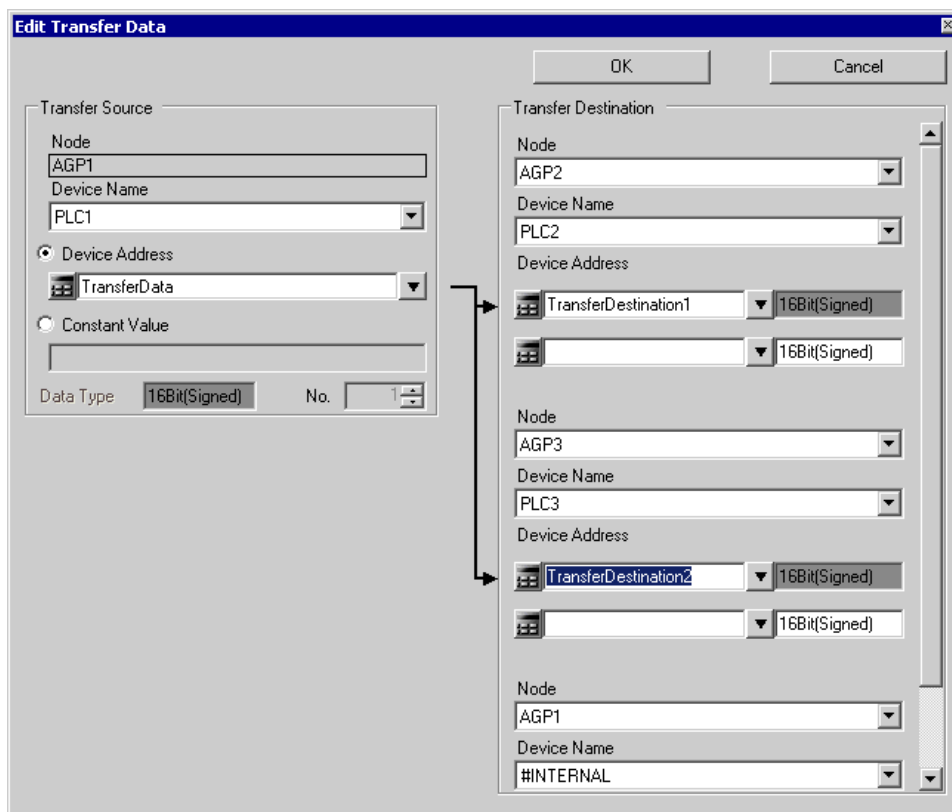 Edit Transfer Data
OK
Cancel
Transfer Source
Node
AGP1
Device Name
PLC1
Device Address
TransferData
Constant Value
Data Type 16Bit(Signed) No. 1
Transfer Destination
Node
AGP2
Device Name
PLC2
Device Address
TransferDestination1 16Bit(Signed)
16Bit(Signed)
Node
AGP3
Device Name
PLC3
Device Address
TransferDestination2 16Bit(Signed)
16Bit(Signed)
Node
AGP1
Device Name
#INTERNAL